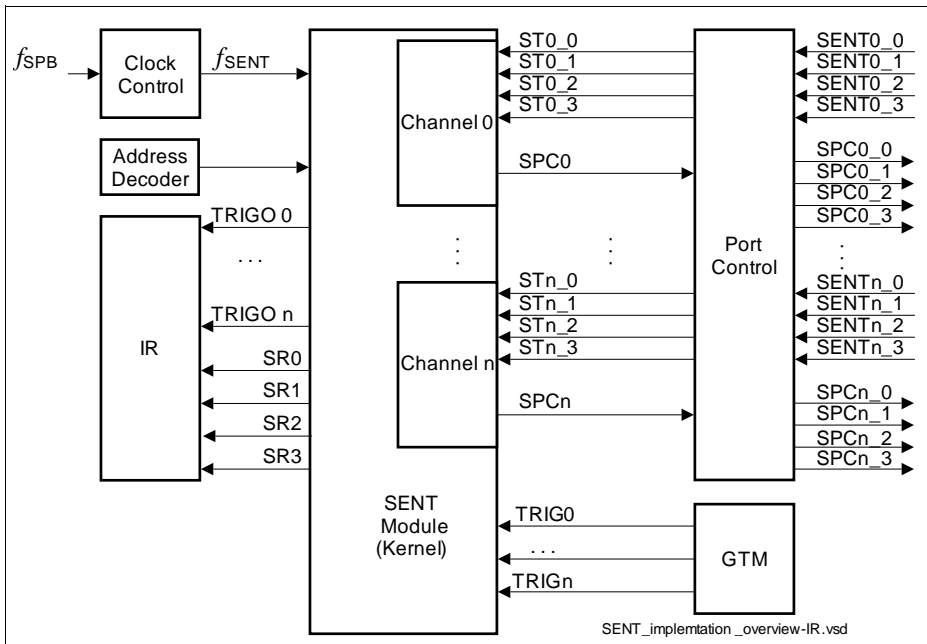 fSPB
Clock
Control
fSENT
Address
Decoder
TRIGO 0
. . .
TRIGO n
IR
SR0
SR1
SR2
SR3
Channel 0
Channel n
SENT
Module
(Kernel)
ST0_0
ST0_1
ST0_2
ST0_3
SPC0
STn_0
STn_1
STn_2
STn_3
SPCn
Port
Control
SENT0_0
SENT0_1
SENT0_2
SENT0_3
SPC0_0
SPC0_1
SPC0_2
SPC0_3
SENTn_0
SENTn_1
SENTn_2
SENTn_3
SPCn_0
SPCn_1
SPCn_2
SPCn_3
TRIG0
. . .
TRIGn
GTM
SENT_implemtation _overview-IR.vsd